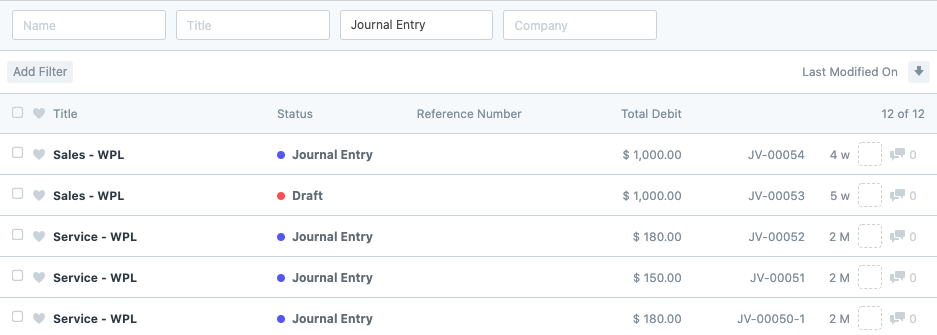 Name Title Journal Entry Company
Add Filter Last Modified On
Title Status Reference Number Total Debit 12 of 12
Sales - WPL Journal Entry $ 1,000.00 JV-00054 4 w 0
Sales - WPL Draft $ 1,000.00 JV-00053 5 w 0
Service - WPL Journal Entry $ 180.00 JV-00052 2 M 0
Service - WPL Journal Entry $ 150.00 JV-00051 2 M 0
Service - WPL Journal Entry $ 180.00 JV-00050-1 2 M 0